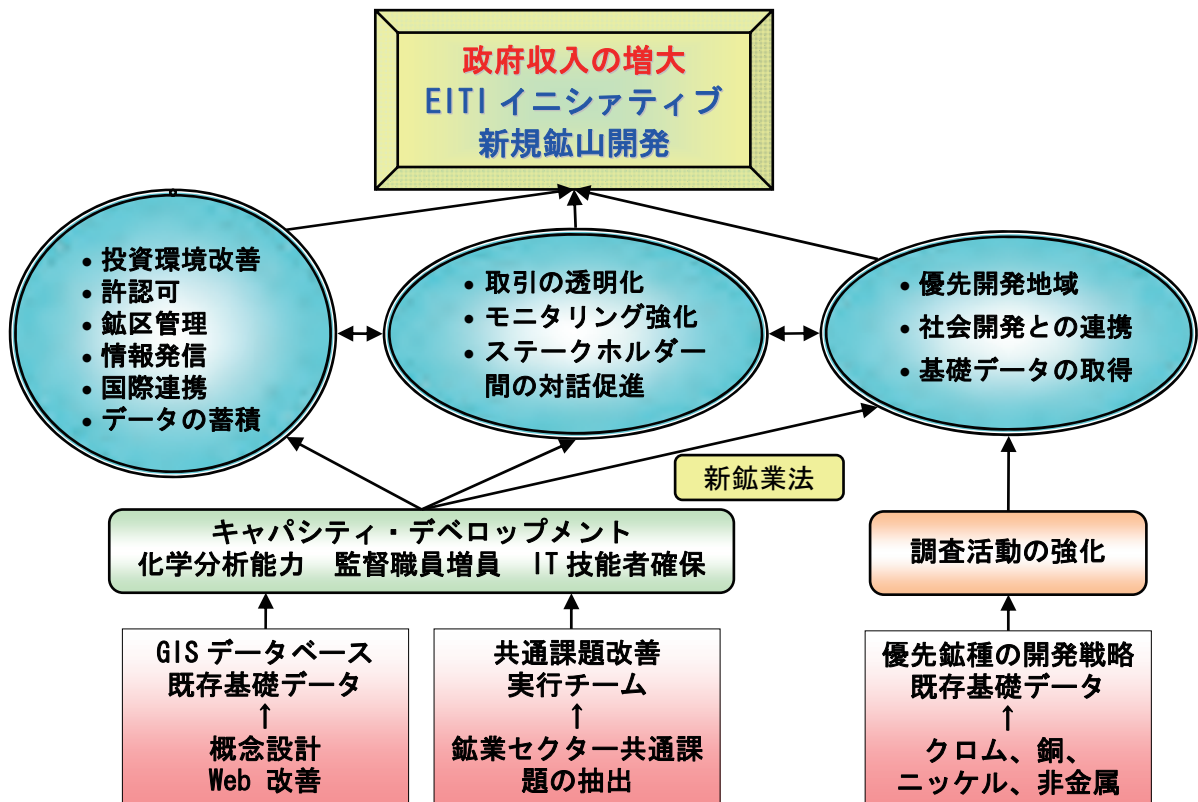 政府収入の増大
EITI イニシァティブ
新規鉱山開発
• 投資環境改善
• 許認可
• 鉱区管理
• 情報発信
• 国際連携
• データの蓄積
• 取引の透明化
• モニタリング強化
• ステークホルダー
間の対話促進
• 優先開発地域
• 社会開発との連携
• 基礎データの取得
新鉱業法
キャパシティ・デベロップメント
化学分析能力　監督職員増員　IT 技能者確保
調査活動の強化
GIS データベース
既存基礎データ
↑
概念設計
Web 改善
共通課題改善
実行チーム
↑
鉱業セクター共通課
題の抽出
優先鉱種の開発戦略
既存基礎データ
↑
クロム、銅、
ニッケル、非金属